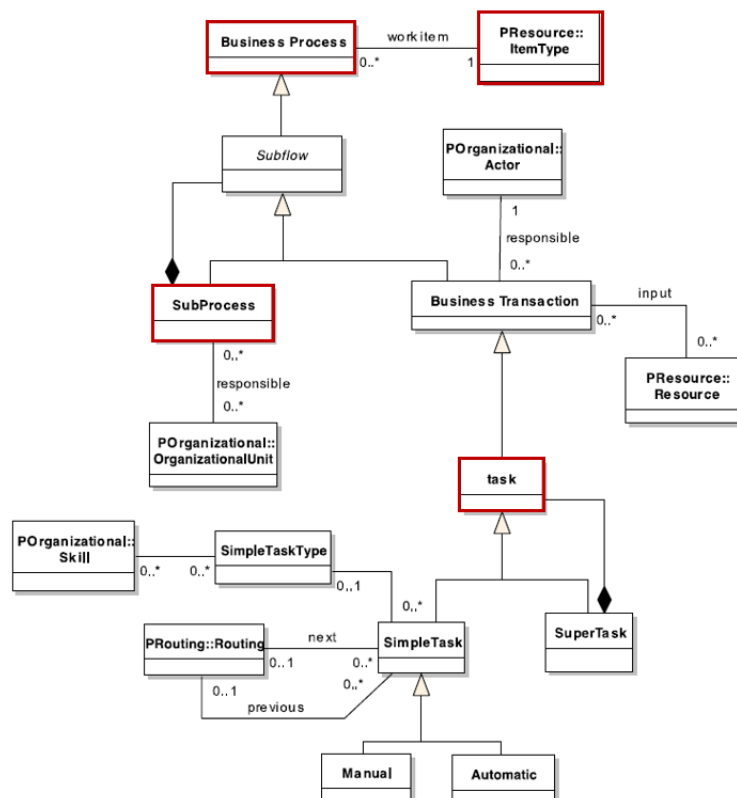 Business Process
workitem
0..*
1
PResource::
ItemType
Subflow
POrganizational::
Actor
1
responsible
0..*
SubProcess
Business Transaction
input
0..*
0..*
0,,*
responsible
0..*
PResource::
Resource
POrganizational::
OrganizationalUnit
task
POrganizational::
Skill
0..*
0..*
SimpleTaskType
0,,1
0,,*
SuperTask
PRouting::Routing
next
0..1
0..*
SimpleTask
0..1
0,,*
previous
Manual
Automatic